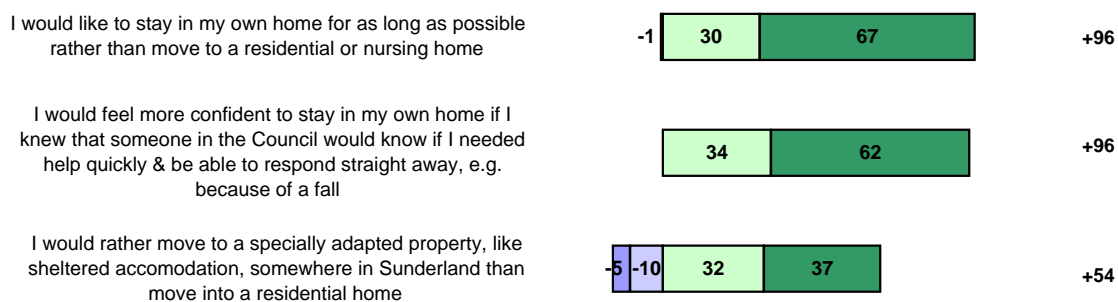 I would like to stay in my own home for as long as possible
rather than move to a residential or nursing home
-1 30 67 +96
I would feel more confident to stay in my own home if I
knew that someone in the Council would know if I needed
help quickly & be able to respond straight away, e.g.
because of a fall
34 62 +96
I would rather move to a specially adapted property, like
sheltered accomodation, somewhere in Sunderland than
move into a residential home
-5 -10 32 37 +54